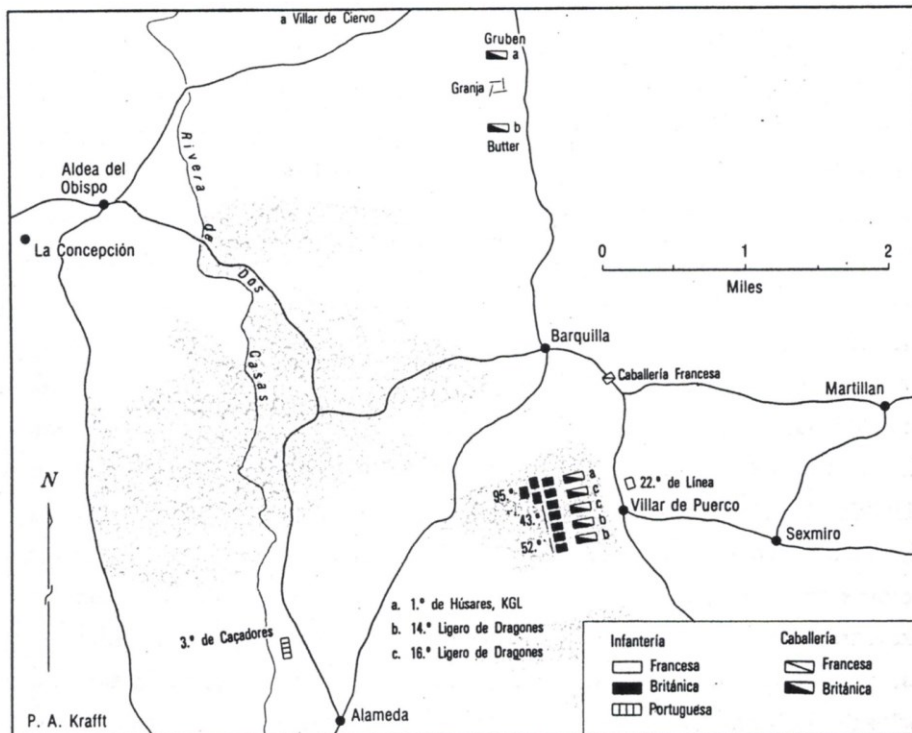 a Villar de Ciervo
Gruben
a
Granja
b
Butter
Rivera de Dos Casas
Aldea del
Obispo
La Concepción
0 1 2
Miles
Barquilla
Caballería Francesa
Martillan
N
95.º
a
c
43.º
c
b
52.º
b
22.º de Línea
Villar de Puerco
Sexmiro
a. 1.º de Húsares, KGL
b. 14.º Ligero de Dragones
c. 16.º Ligero de Dragones
3.º de Caçadores
Alameda
P. A. Krafft
Infantería
Francesa
Británica
Portuguesa
Caballería
Francesa
Británica